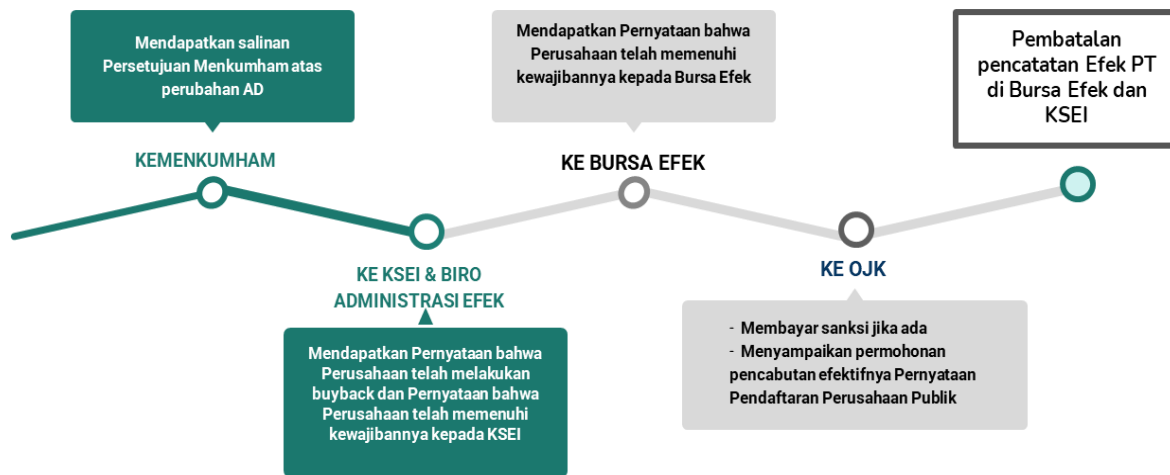 Mendapatkan salinan
Persetujuan Menkumham atas
perubahan AD
KEMENKUMHAM
KE KSEI & BIRO
ADMINISTRASI EFEK
Mendapatkan Pernyataan bahwa
Perusahaan telah melakukan
buyback dan Pernyataan bahwa
Perusahaan telah memenuhi
kewajibannya kepada KSEI
Mendapatkan Pernyataan bahwa
Perusahaan telah memenuhi
kewajibannya kepada Bursa Efek
KE BURSA EFEK
KE OJK
- Membayar sanksi jika ada
- Menyampaikan permohonan
pencabutan efektifnya Pernyataan
Pendaftaran Perusahaan Publik
Pembatalan
pencatatan Efek PT
di Bursa Efek dan
KSEI